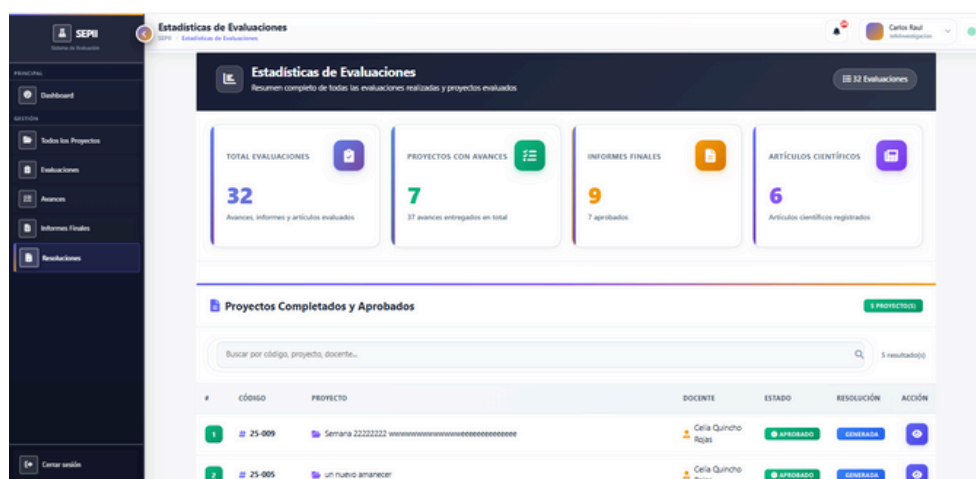 SEPII
Sistema de Evaluación
PRINCIPAL
Dashboard
GESTIÓN
Todos los Proyectos
Evaluaciones
Avances
Informes Finales
Resoluciones
Cerrar sesión
Estadísticas de Evaluaciones
SEPII Estadísticas de Evaluaciones
Carlos Raul
Estadísticas de Evaluaciones
Resumen completo de todas las evaluaciones realizadas y proyectos evaluados
32 Evaluaciones
TOTAL EVALUACIONES
32
Avances, informes y artículos evaluados
PROYECTOS CON AVANCES
7
37 avances entregados en total
INFORMES FINALES
9
7 aprobados
ARTÍCULOS CIENTÍFICOS
6
Artículos científicos registrados
Proyectos Completados y Aprobados
5 PROYECTO(S)
Buscar por código, proyecto, docente...
5 resultado(s)
# CÓDIGO PROYECTO DOCENTE ESTADO RESOLUCIÓN ACCIÓN
1 # 25-009 Semana 22222222 Celia Quincho Rojas APROBADO GENERADA
2 # 25-005 un nuevo amanecer Celia Quincho APROBADO GENERADA